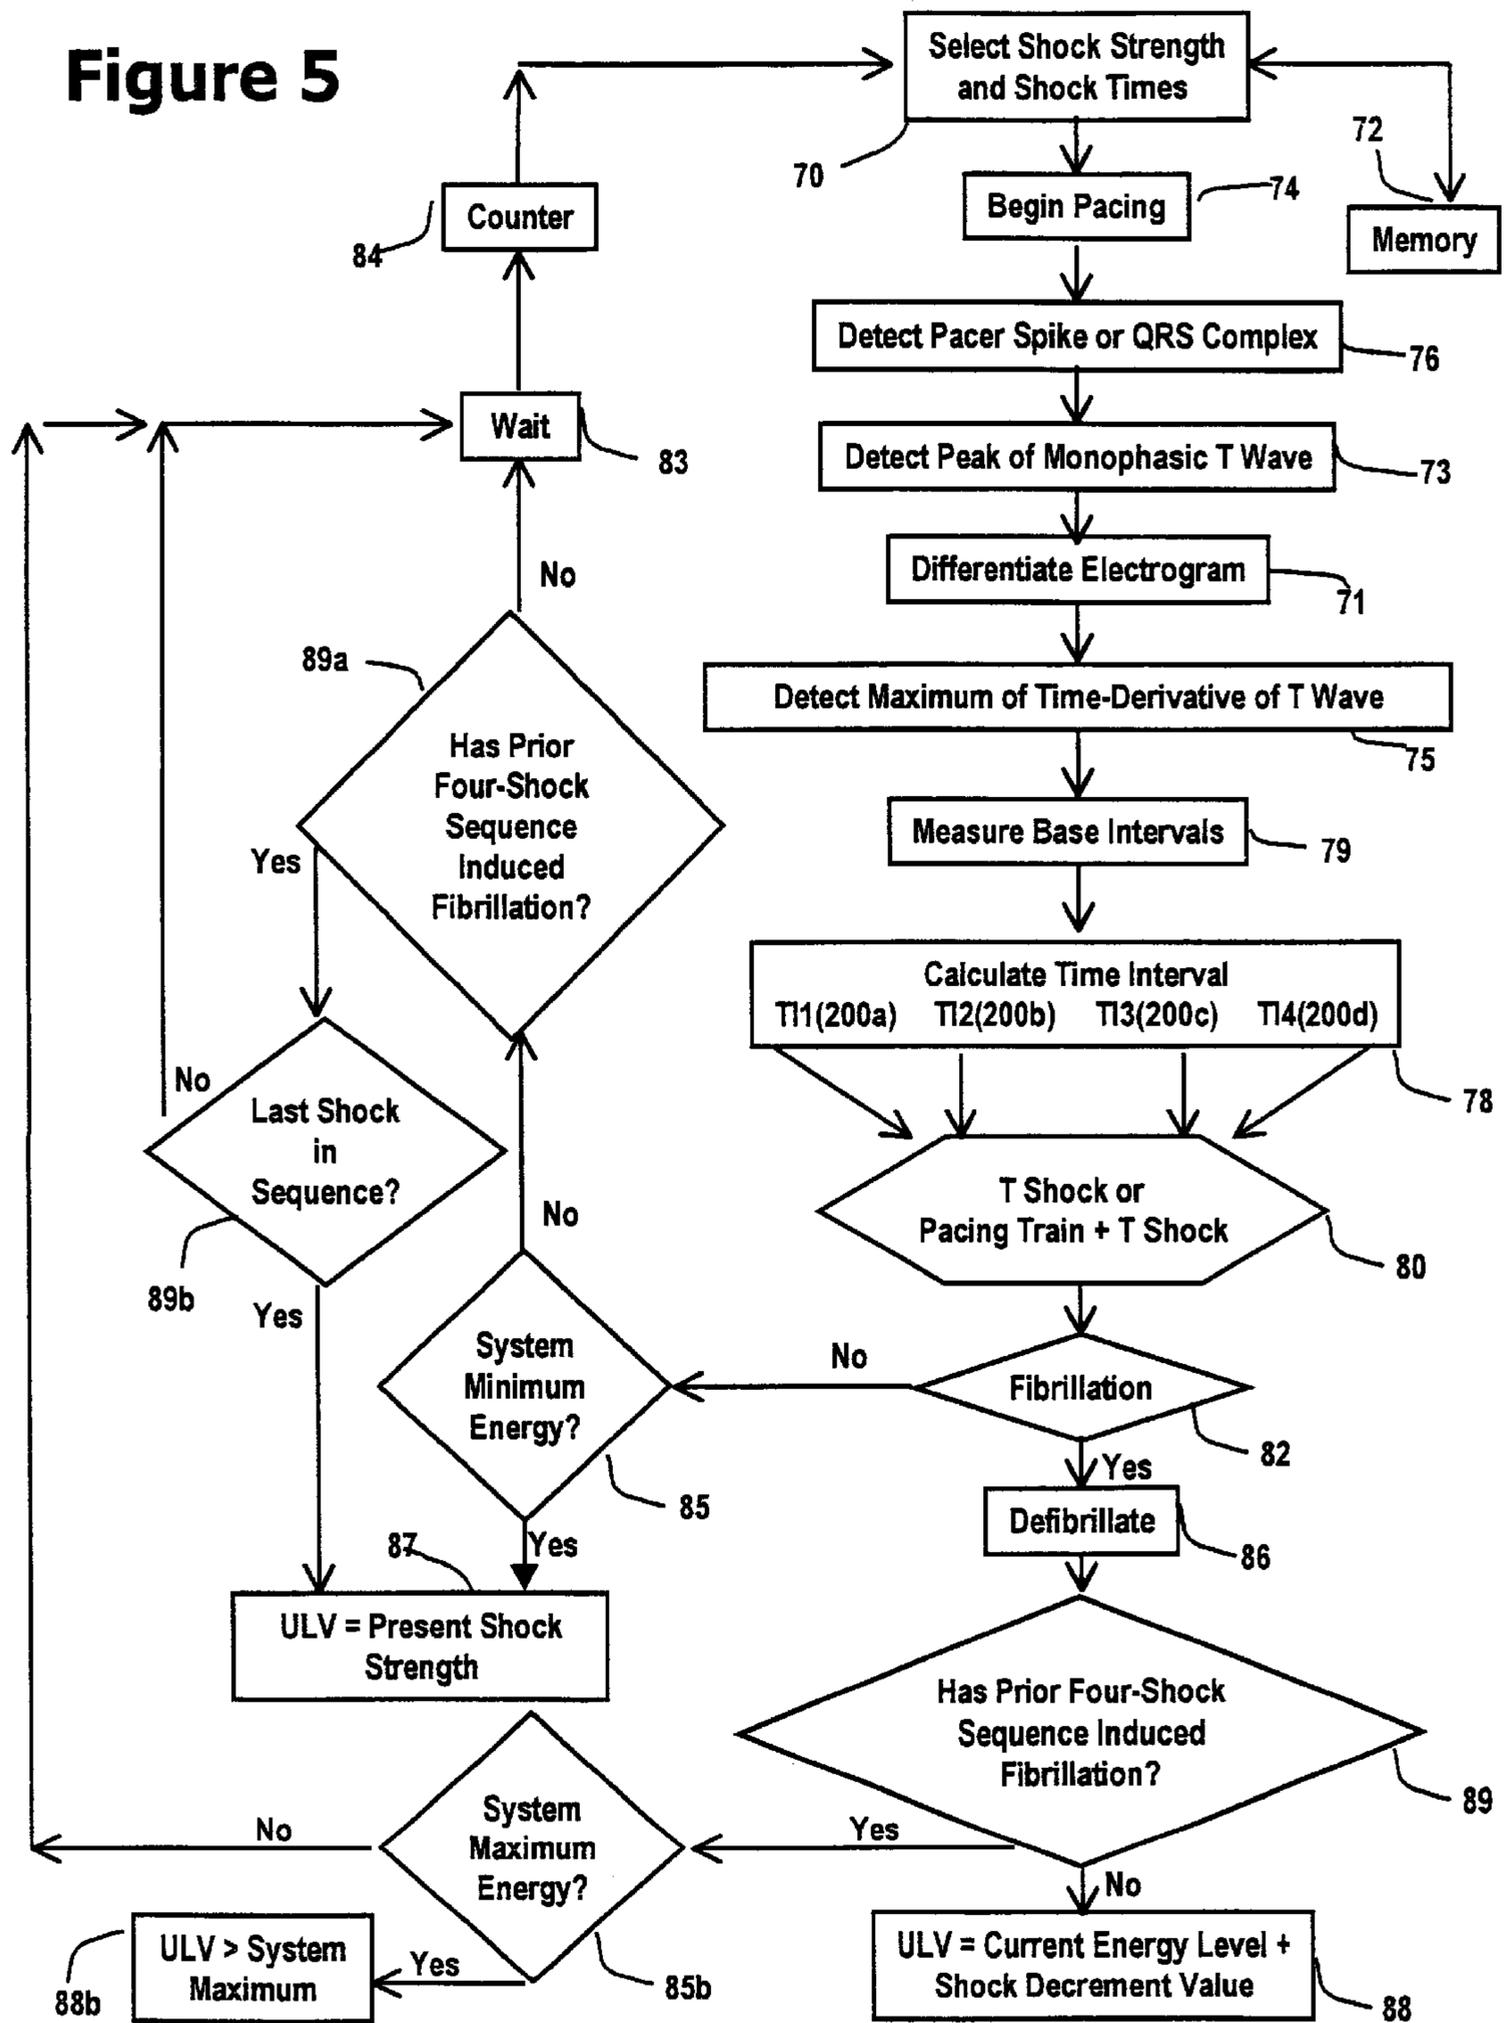 Figure 5
Select Shock Strength
and Shock Times
70
72
Memory
74
Begin Pacing
Counter
84
Detect Pacer Spike or QRS Complex
76
Wait
83
Detect Peak of Monophasic T Wave
73
Differentiate Electrogram
71
No
89a
Has Prior
Four-Shock
Sequence
Induced
Fibrillation?
Yes
Detect Maximum of Time-Derivative of T Wave
75
Measure Base Intervals
79
Calculate Time Interval
TI1(200a) TI2(200b) TI3(200c) TI4(200d)
78
No
Last Shock
in
Sequence?
89b
Yes
T Shock or
Pacing Train + T Shock
80
No
System
Minimum
Energy?
85
Yes
No
Fibrillation
82
Yes
Defibrillate
86
87
ULV = Present Shock
Strength
Has Prior Four-Shock
Sequence Induced
Fibrillation?
89
Yes
No
System
Maximum
Energy?
85b
No
Yes
ULV > System
Maximum
88b
ULV = Current Energy Level +
Shock Decrement Value
88